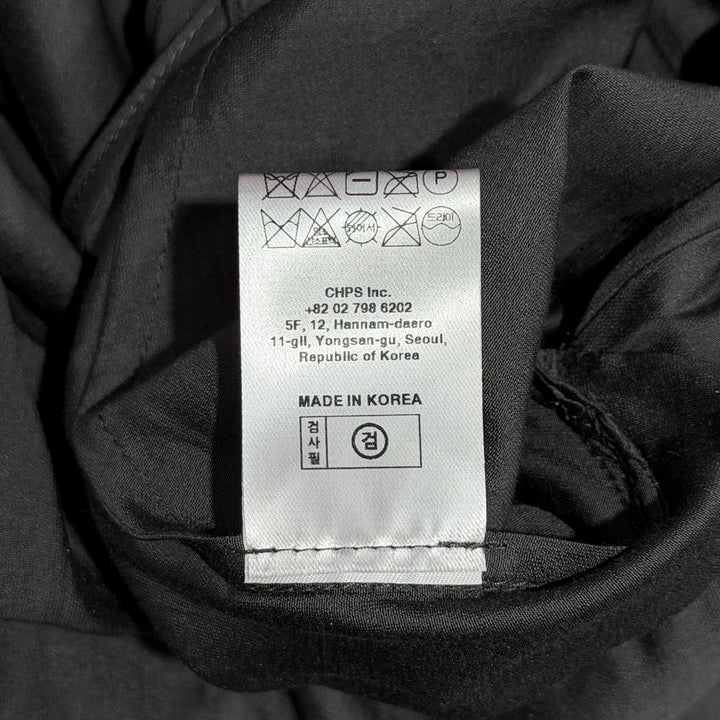 P
드라이
CHPS Inc.
+82 02 798 6202
5F, 12, Hannam-daero
11-gil, Yongsan-gu, Seoul,
Republic of Korea
MADE IN KOREA
검사필
검